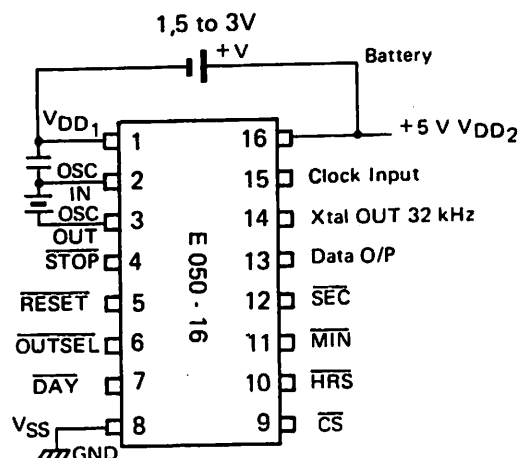 1,5 to 3V
+V
Battery
VDD1
+5 V VDD2
1
16
OSC
IN
2
15
Clock Input
OSC
OUT
3
14
Xtal OUT 32 kHz
STOP
4
13
Data O/P
E 050-16
RESET
5
12
SEC
OUTSEL
6
11
MIN
DAY
7
10
HRS
VSS
8
9
CS
GND